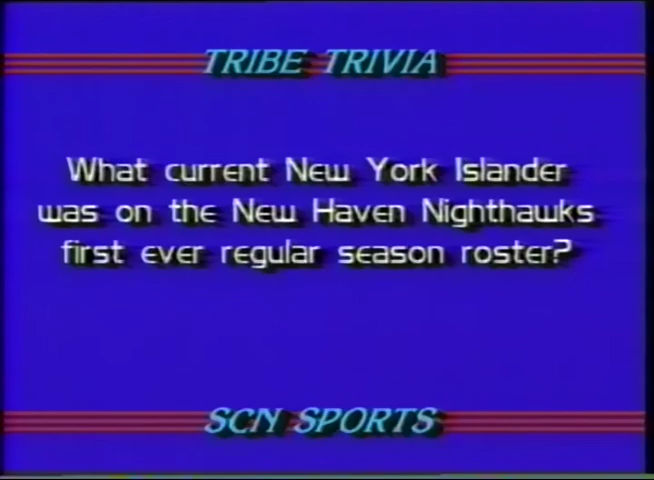 TRIBE TRIVIA
What current New York Islander
was on the New Haven Nighthawks
first ever regular season roster?
SCN SPORTS